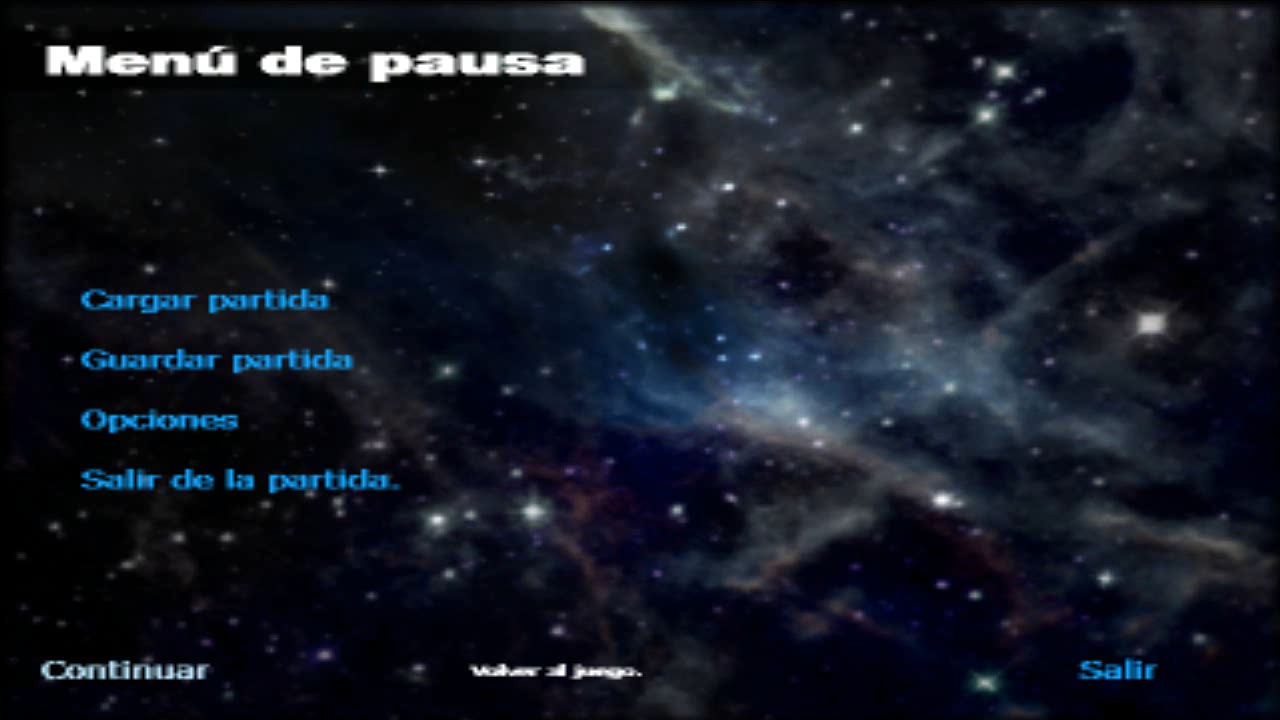 Menú de pausa
Cargar partida
Guardar partida
Opciones
Salir de la partida.
Continuar
Volver al juego.
Salir